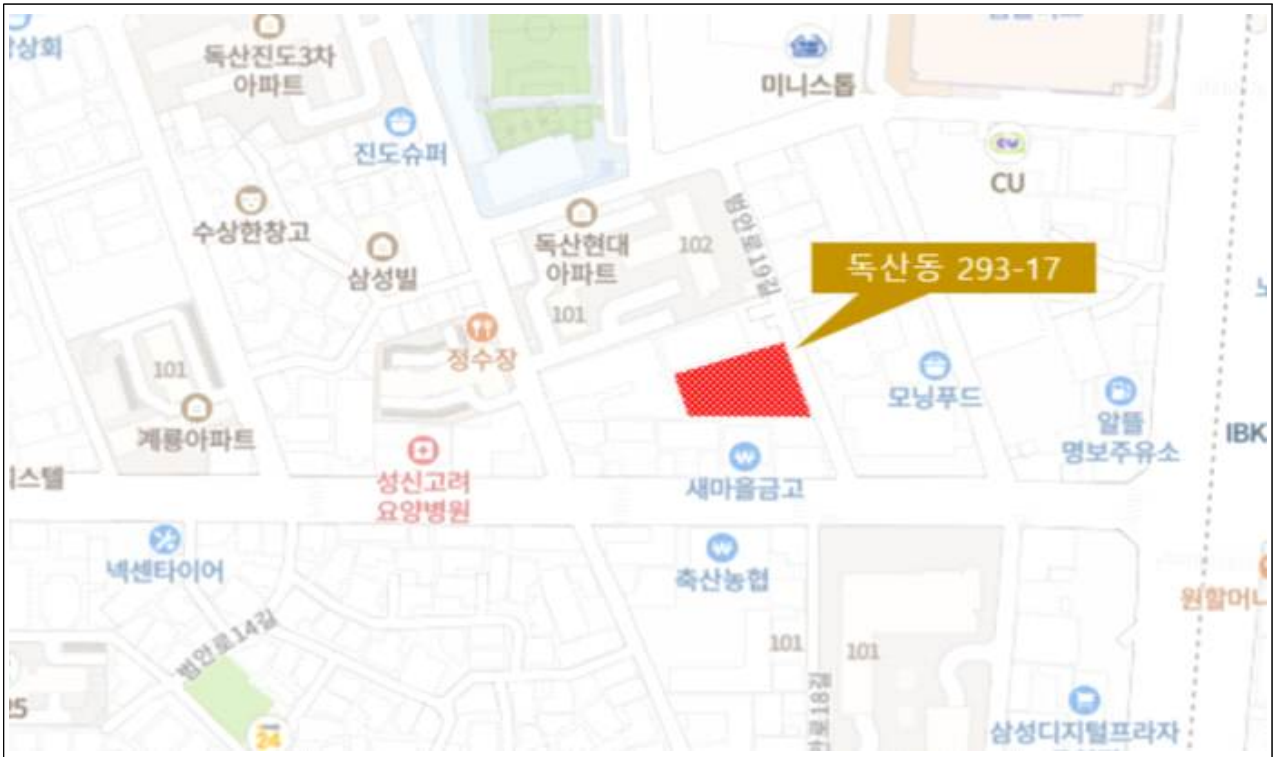 독산진도3차
아파트
미니스톱
진도슈퍼
CU
CU
수상한창고
독산현대
아파트
102
범안로19길
독산동 293-17
삼성빌
101
정수장
101
계룡아파트
모닝푸드
알뜰
명보주유소
IBK
스텔
성신고려
요양병원
새마을금고
넥센타이어
축산농협
원할머니
범안로14길
101
101
로18길
25
24
삼성디지털프라자